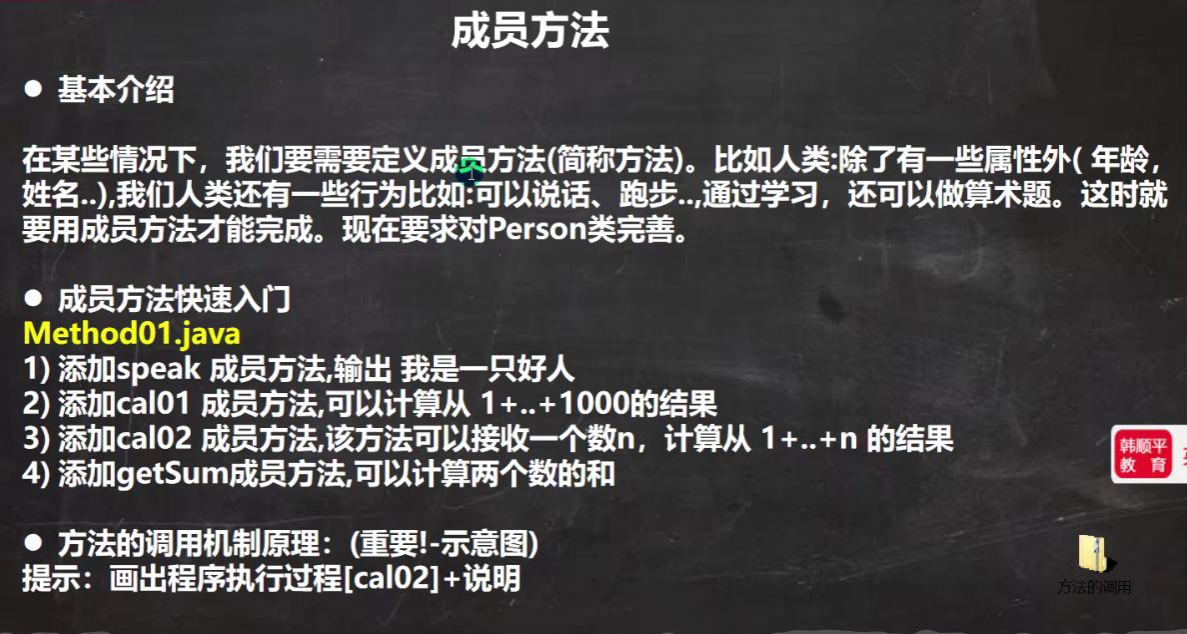 成员方法
● 基本介绍
在某些情况下，我们要需要定义成员方法(简称方法)。比如人类:除了有一些属性外( 年龄，
姓名..),我们人类还有一些行为比如:可以说话、跑步..,通过学习，还可以做算术题。这时就
要用成员方法才能完成。现在要求对Person类完善。
● 成员方法快速入门
Method01.java
1) 添加speak 成员方法,输出 我是一只好人
2) 添加cal01 成员方法,可以计算从 1+..+1000的结果
3) 添加cal02 成员方法,该方法可以接收一个数n，计算从 1+..+n 的结果
4) 添加getSum成员方法,可以计算两个数的和
韩顺平
教 育
● 方法的调用机制原理：(重要!-示意图)
提示：画出程序执行过程[cal02]+说明
方法的调用